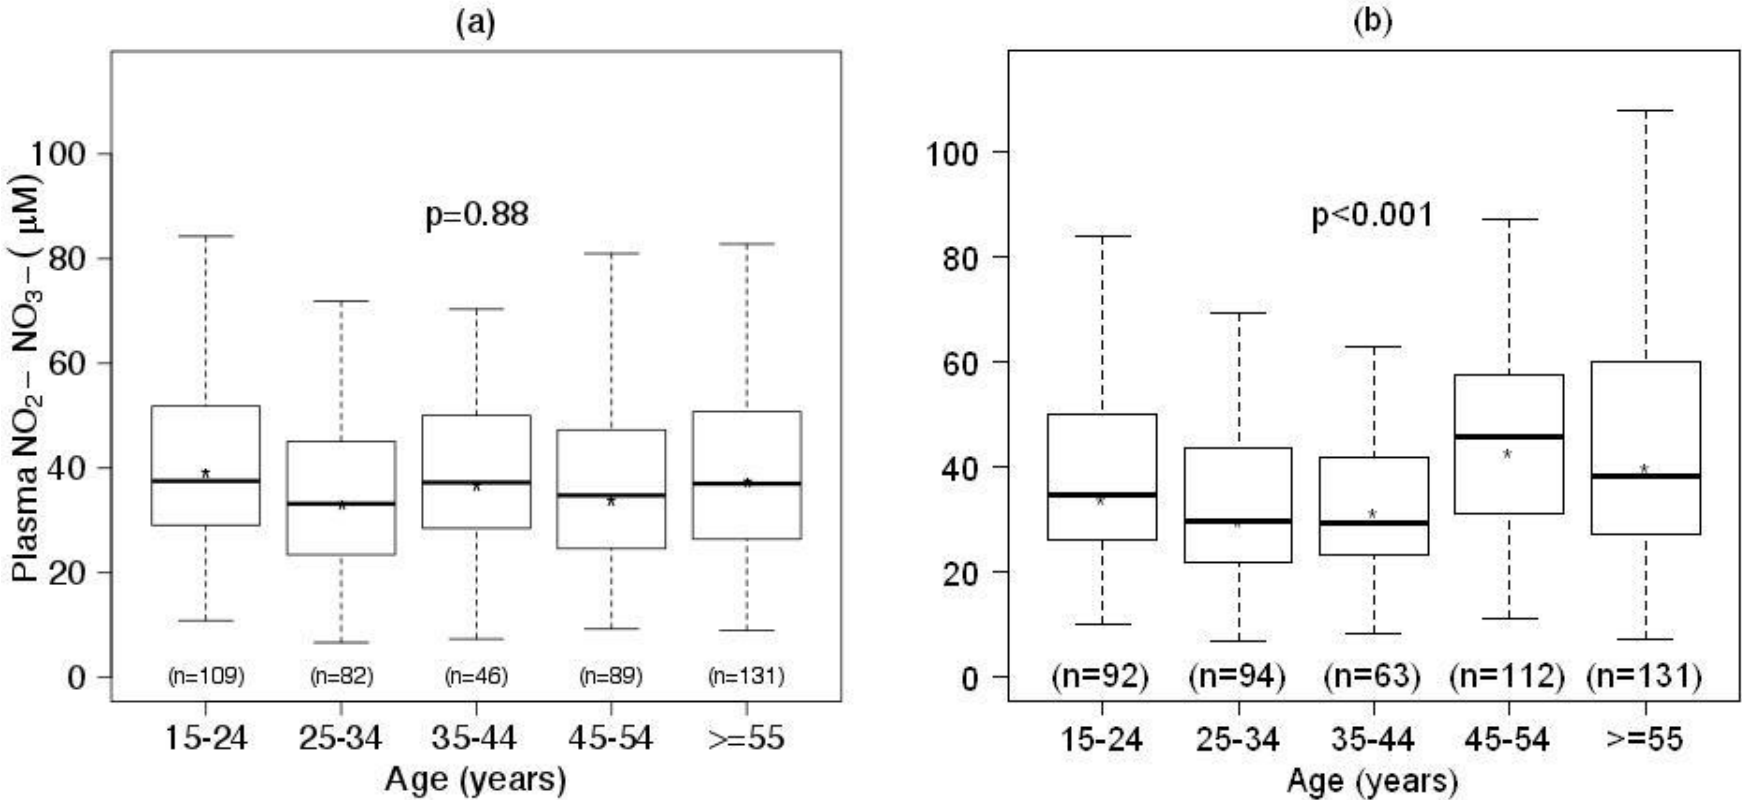 (a)
Plasma NO₂− NO₃− ( μM)
100
80
60
40
20
0
p=0.88
*
*
*
*
*
(n=109) (n=82) (n=46) (n=89) (n=131)
15-24 25-34 35-44 45-54 >=55
Age (years)
(b)
100
80
60
40
20
0
p<0.001
*
*
*
*
*
(n=92) (n=94) (n=63) (n=112) (n=131)
15-24 25-34 35-44 45-54 >=55
Age (years)